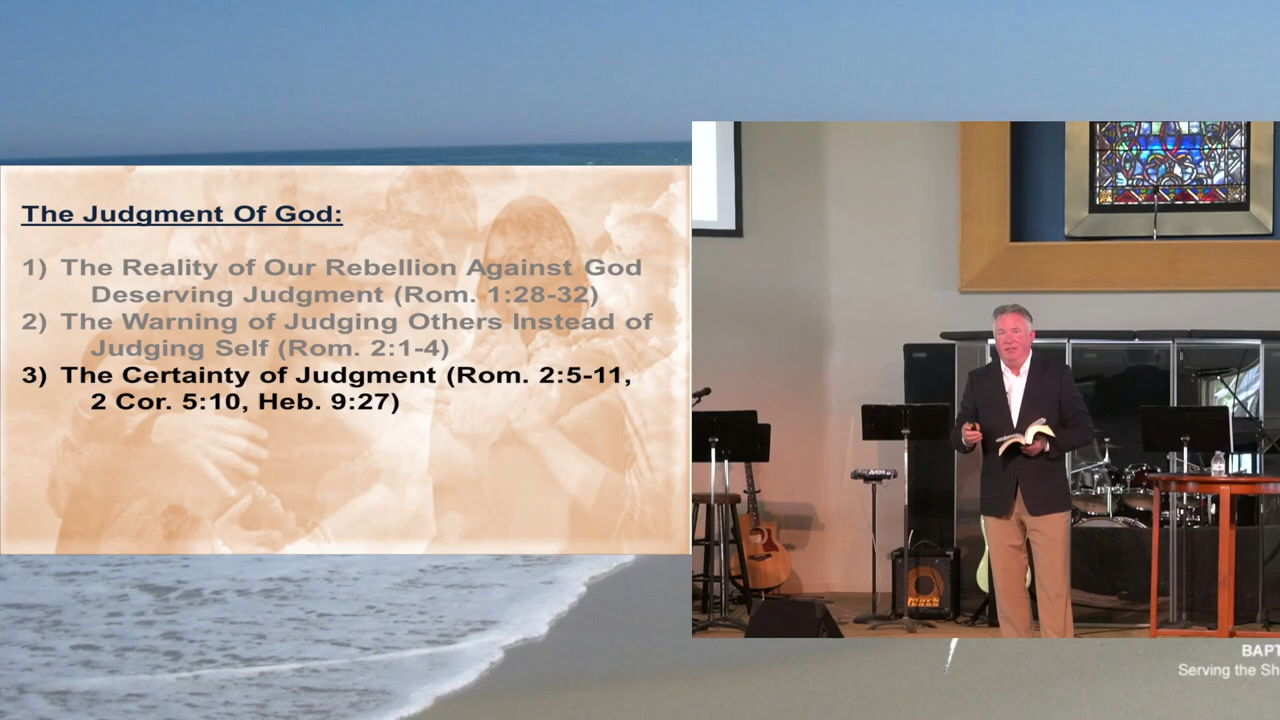 The Judgment Of God:
1) The Reality of Our Rebellion Against God
Deserving Judgment (Rom. 1:28-32)
2) The Warning of Judging Others Instead of
Judging Self (Rom. 2:1-4)
3) The Certainty of Judgment (Rom. 2:5-11,
2 Cor. 5:10, Heb. 9:27)
Mark
Bass
BAPT
Serving the Sh